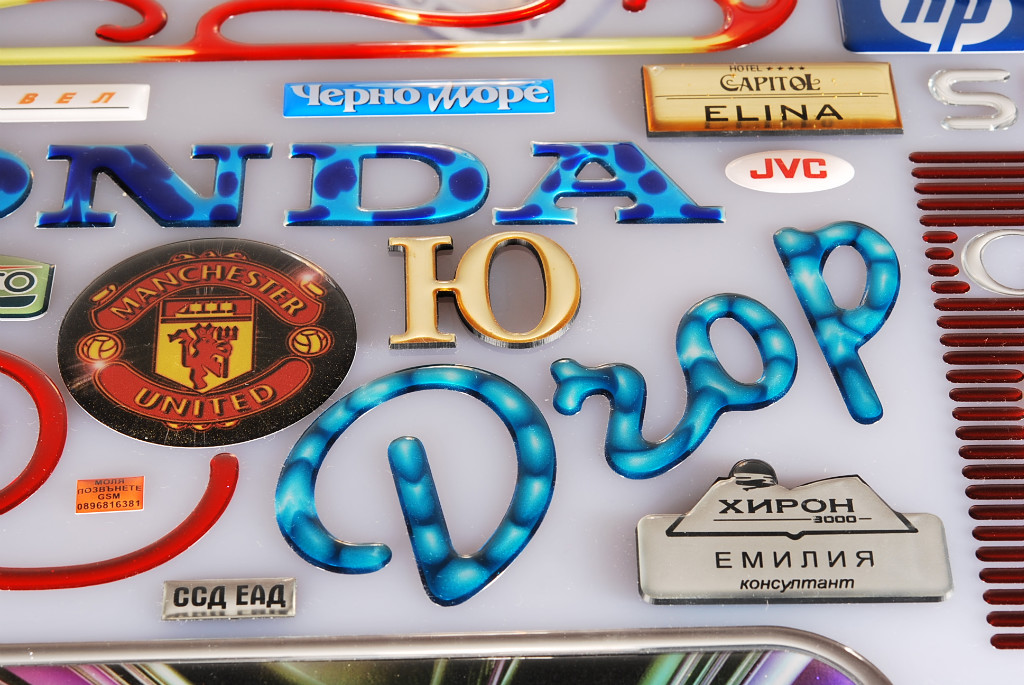 hp
ВЕЛ
Черно Море
HOTEL ****
CAPITOL
ELINA
S
ONDA
JVC
Ю
MANCHESTER
UNITED
Drop
МОЛЯ
ПОЗВЪНЕТЕ
GSM
0896816381
ХИРОН
3000
ЕМИЛИЯ
консултант
ССД ЕАД